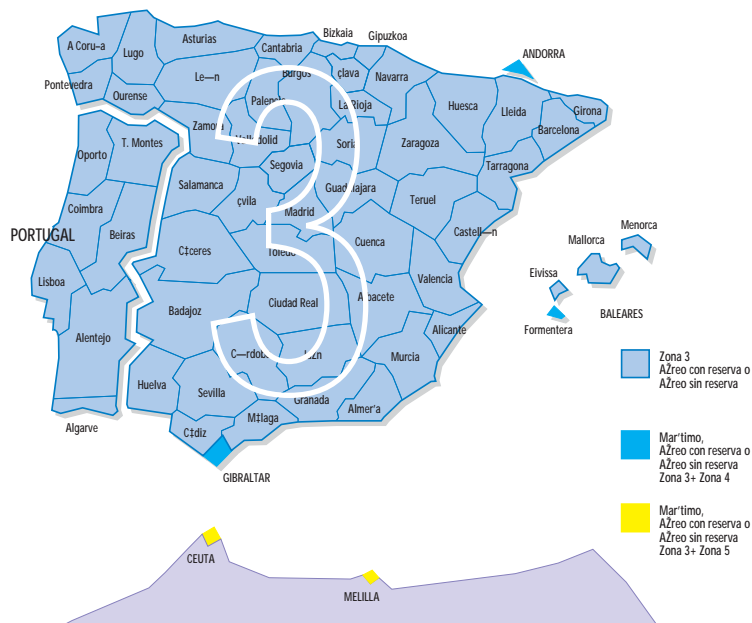 Bizkaia
Gipuzkoa
Asturias
A Coru–a
Lugo
Cantabria
ANDORRA
Le—n
Burgos
çlava
Navarra
Pontevedra
Ourense
Palencia
La Rioja
Huesca
Lleida
Girona
Zamora
Valladolid
Soria
Zaragoza
Barcelona
Oporto
T. Montes
Segovia
Tarragona
Salamanca
çvila
Guadalajara
Teruel
Coimbra
Madrid
Menorca
PORTUGAL
Beiras
C‡ceres
Toledo
Cuenca
Castell—n
Mallorca
Lisboa
Valencia
Eivissa
3
Badajoz
Ciudad Real
Albacete
BALEARES
Alentejo
Alicante
Formentera
C—rdoba
Jazn
Murcia
Zona 3
AŽreo con reserva o
AŽreo sin reserva
Huelva
Sevilla
Granada
Almer'a
Algarve
C‡diz
M‡laga
Mar'timo,
AŽreo con reserva o
AŽreo sin reserva
Zona 3+ Zona 4
GIBRALTAR
Mar'timo,
AŽreo con reserva o
AŽreo sin reserva
Zona 3+ Zona 5
CEUTA
MELILLA